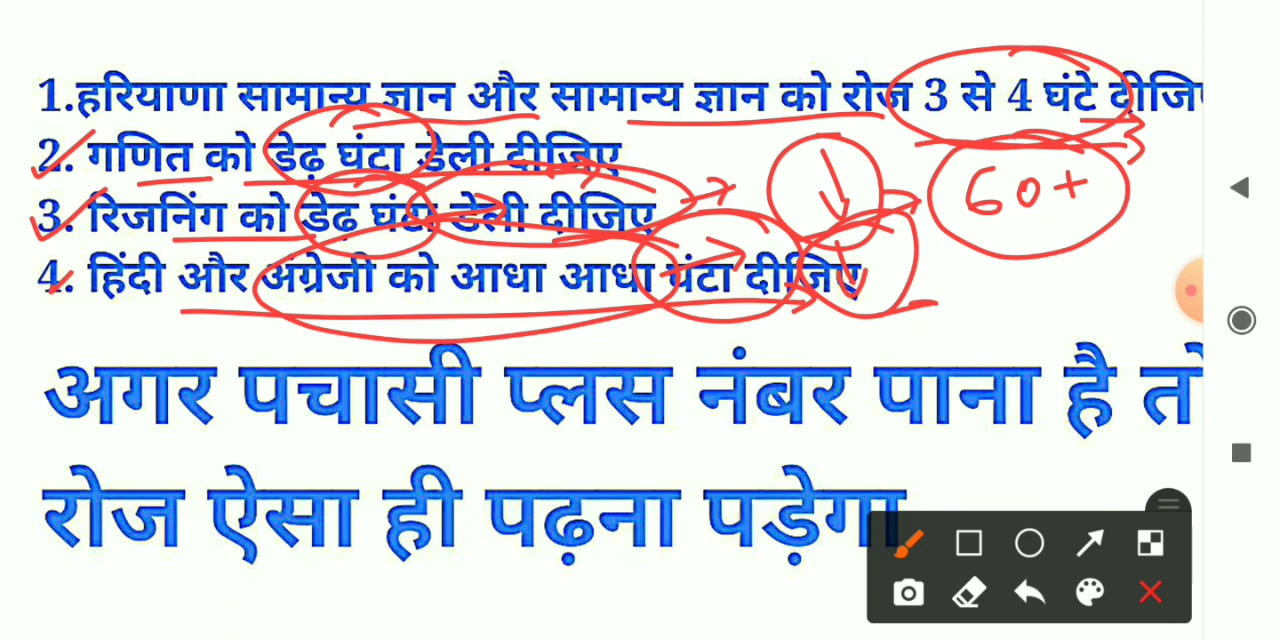 1.हरियाणा सामान्य ज्ञान और सामान्य ज्ञान को रोज 3 से 4 घंटे
2. गणित को डेढ़ घंटा डेली दीजिए
60+
3. रिजनिंग को डेढ़ घंटा डेली दीजिए
4. हिंदी और अंग्रेजी को आधा आधा घंटा दीजिए
अगर पचासी प्लस नंबर पाना है
रोज ऐसा ही पढ़ना पड़ेगा